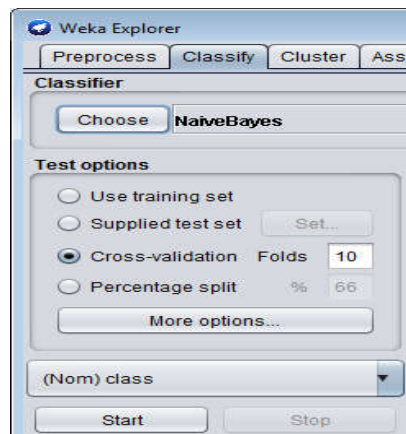 Weka Explorer
Preprocess Classify Cluster Ass
Classifier
Choose NaiveBayes
Test options
Use training set
Supplied test set Set...
Cross-validation Folds 10
Percentage split % 66
More options...
(Nom) class
Start Stop